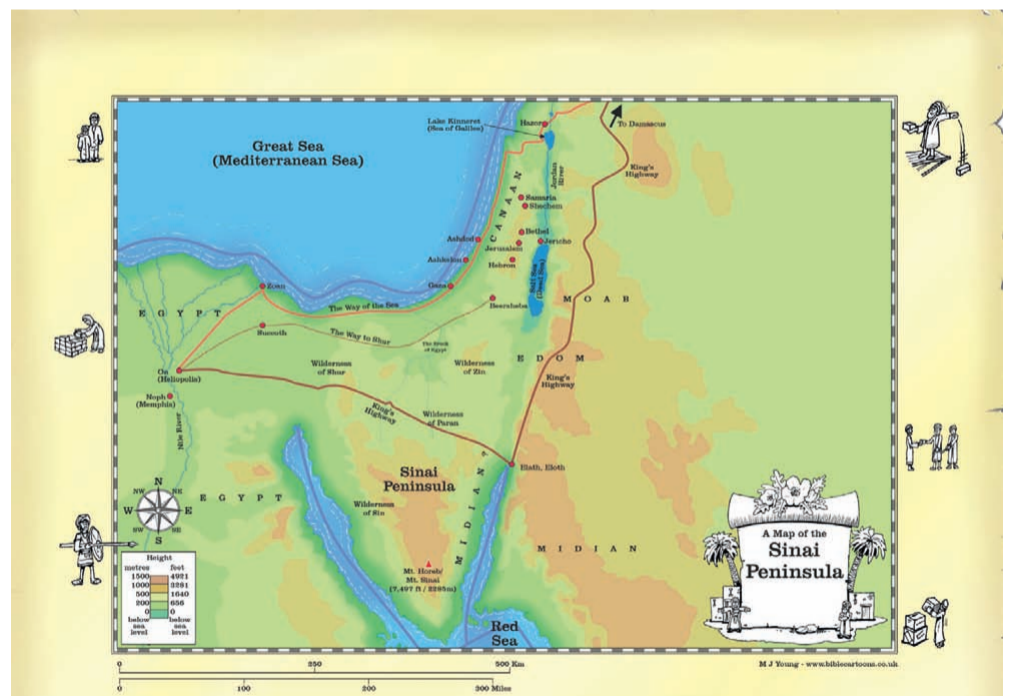 Great Sea
(Mediterranean Sea)
Lake Kinneret
(Sea of Galilee)
Hazor
To Damascus
King's
Highway
Jordan
River
CANAAN
Samaria
Shechem
Bethel
Jericho
Jerusalem
Hebron
Ashdod
Ashkelon
Gaza
Beersheba
Salt Sea
(Dead Sea)
MOAB
EDOM
Zoan
The Way of the Sea
EGYPT
Succoth
The Way to Shur
The Brook
of Egypt
Wilderness
of Shur
Wilderness
of Zin
On
(Heliopolis)
Noph
(Memphis)
King's
Highway
King's
Highway
Wilderness
of Paran
Nile River
Elath, Eloth
Sinai
Peninsula
MIDIAN?
N
NW NE
W E
SW SE
S
EGYPT
Wilderness
of Sin
MIDIAN
Mt. Horeb/
Mt. Sinai
(7,497 ft / 2285m)
Red
Sea
Height
metres feet
1500 4921
1000 3281
500 1640
200 656
0 0
below below
sea sea
level level
A Map of the
Sinai
Peninsula
M J Young - www.biblecartoons.co.uk
0 250 500 Km
0 100 200 300 Miles